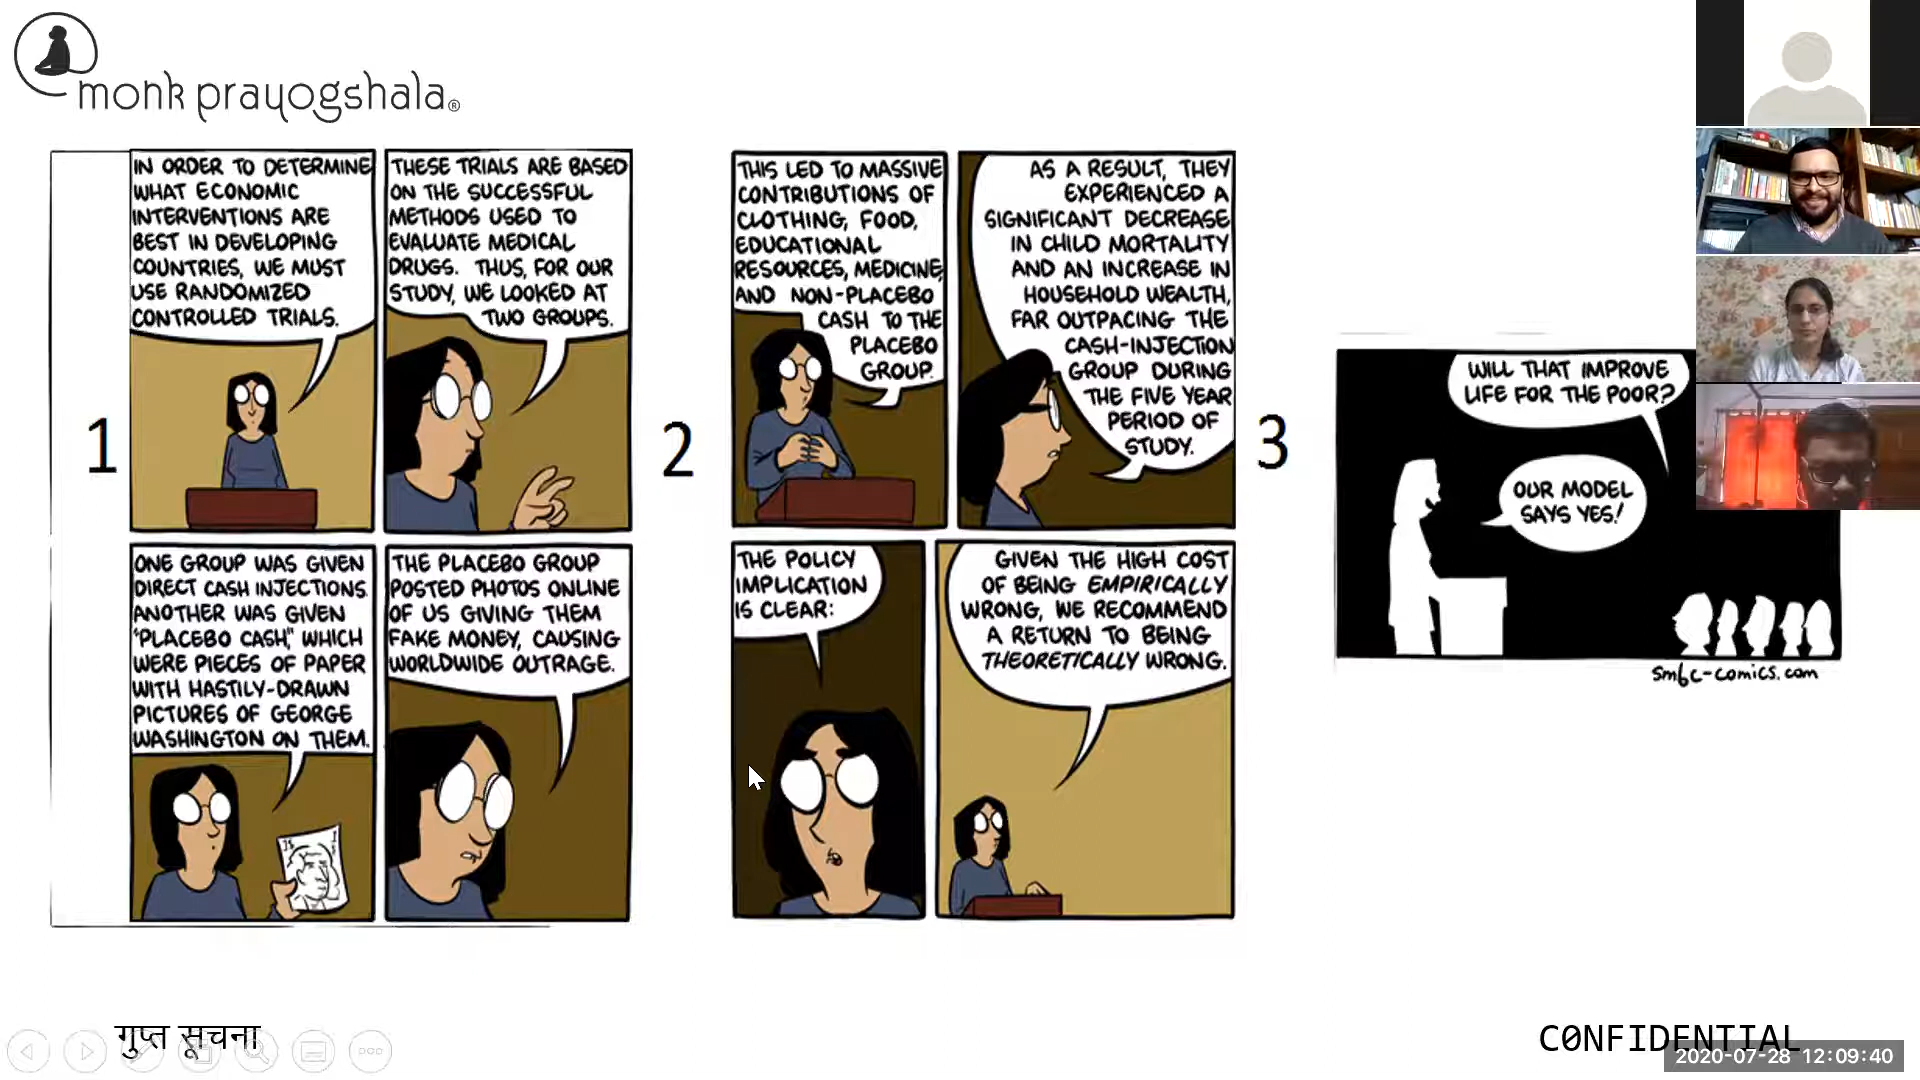 monk prayogshala®
1
IN ORDER TO DETERMINE
WHAT ECONOMIC
INTERVENTIONS ARE
BEST IN DEVELOPING
COUNTRIES, WE MUST
USE RANDOMIZED
CONTROLLED TRIALS.
THESE TRIALS ARE BASED
ON THE SUCCESSFUL
METHODS USED TO
EVALUATE MEDICAL
DRUGS. THUS, FOR OUR
STUDY, WE LOOKED AT
TWO GROUPS.
ONE GROUP WAS GIVEN
DIRECT CASH INJECTIONS.
ANOTHER WAS GIVEN
"PLACEBO CASH," WHICH
WERE PIECES OF PAPER
WITH HASTILY-DRAWN
PICTURES OF GEORGE
WASHINGTON ON THEM.
THE PLACEBO GROUP
POSTED PHOTOS ONLINE
OF US GIVING THEM
FAKE MONEY, CAUSING
WORLDWIDE OUTRAGE.
2
THIS LED TO MASSIVE
CONTRIBUTIONS OF
CLOTHING, FOOD,
EDUCATIONAL
RESOURCES, MEDICINE,
AND NON-PLACEBO
CASH TO THE
PLACEBO
GROUP.
AS A RESULT, THEY
EXPERIENCED A
SIGNIFICANT DECREASE
IN CHILD MORTALITY
AND AN INCREASE IN
HOUSEHOLD WEALTH,
FAR OUTPACING THE
CASH-INJECTION
GROUP DURING
THE FIVE YEAR
PERIOD OF
STUDY.
THE POLICY
IMPLICATION
IS CLEAR:
GIVEN THE HIGH COST
OF BEING EMPIRICALLY
WRONG, WE RECOMMEND
A RETURN TO BEING
THEORETICALLY WRONG.
3
WILL THAT IMPROVE
LIFE FOR THE POOR?
OUR MODEL
SAYS YES!
smbc-comics.com
गुप्त सूचना
C0NFIDENTIAL
2020-07-28 12:09:40